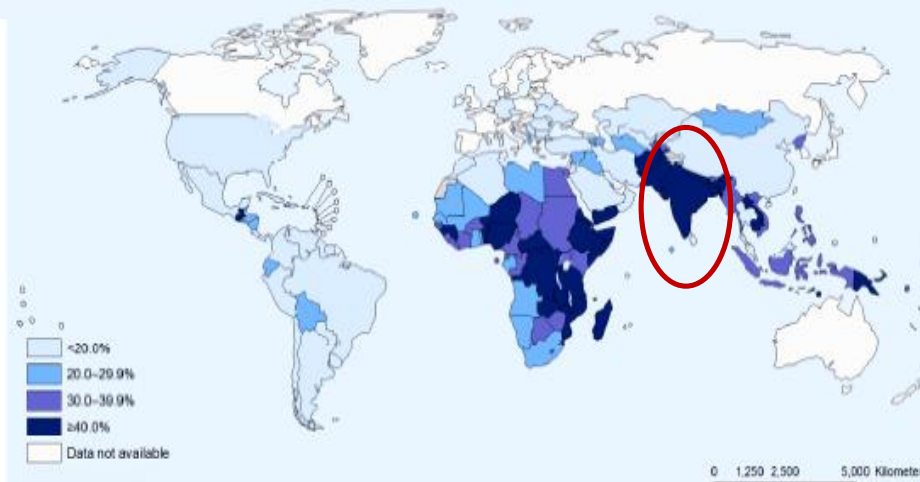 <20.0%
20.0–29.9%
30.0–39.9%
≥40.0%
Data not available
0 1,250 2,500 5,000 Kilomete